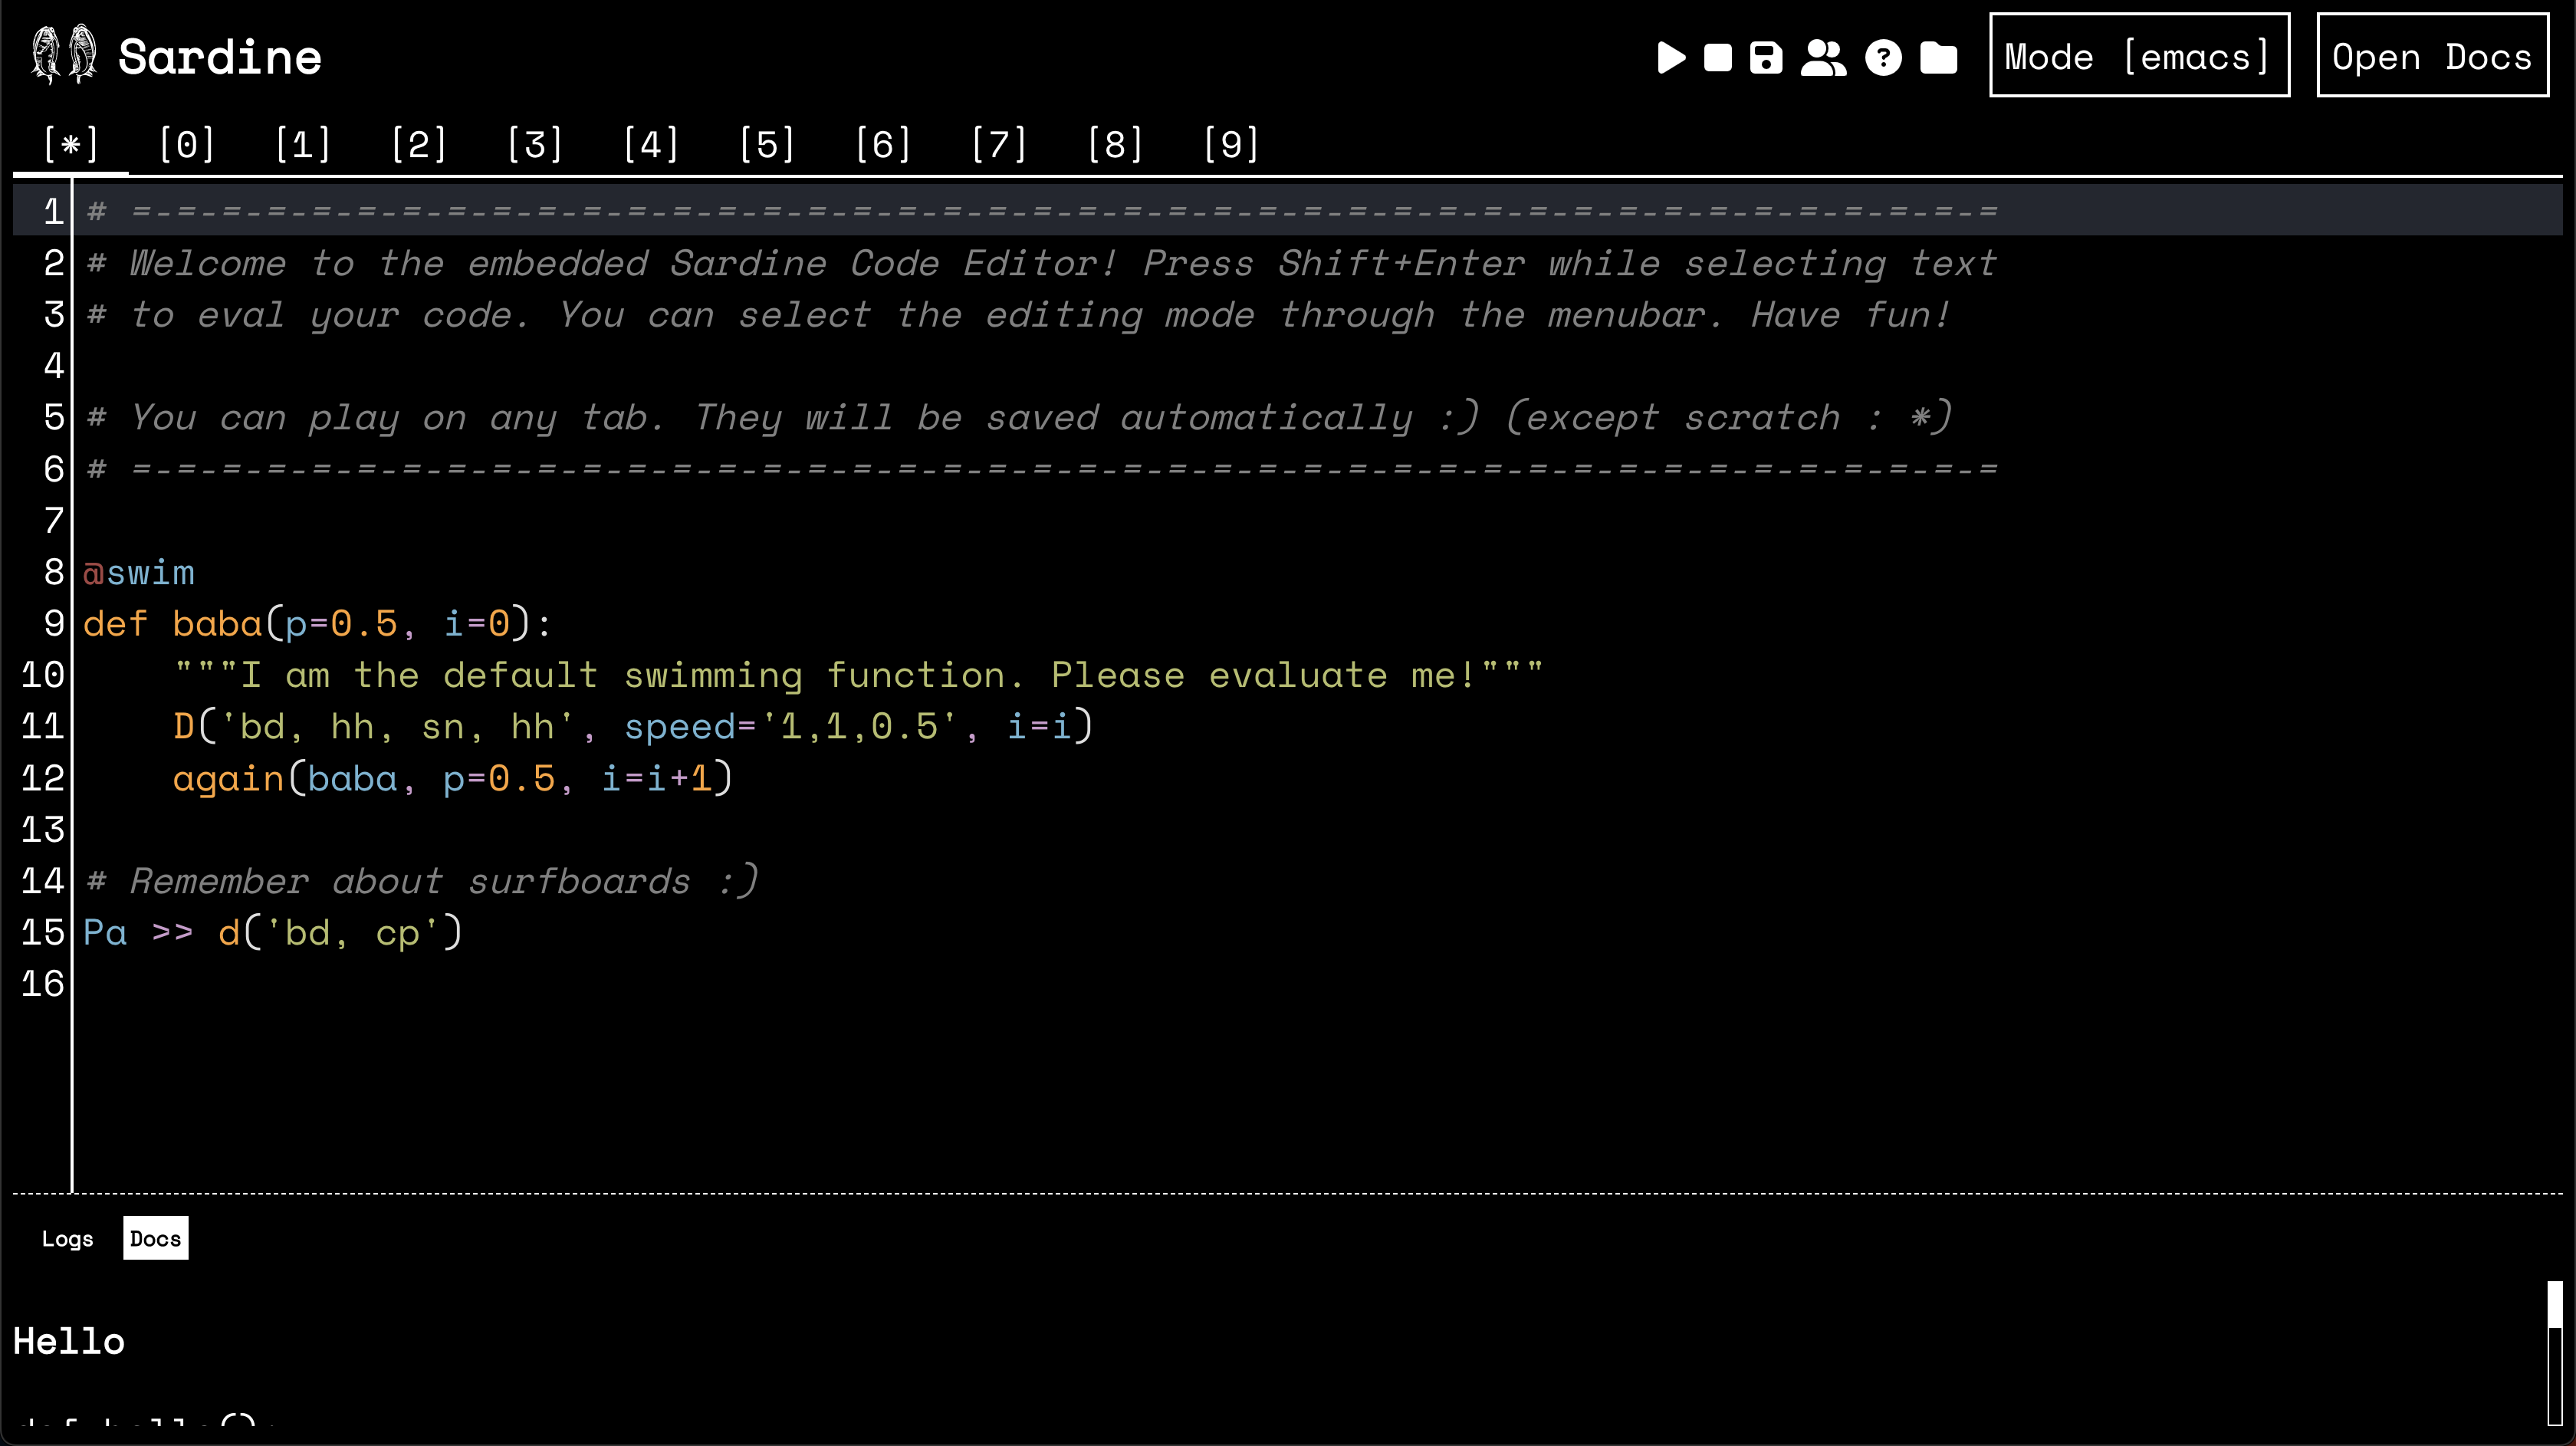 Sardine
Mode [emacs]
Open Docs
[*] [0] [1] [2] [3] [4] [5] [6] [7] [8] [9]
1 # =-=-=-=-=-=-=-=-=-=-=-=-=-=-=-=-=-=-=-=-=-=-=-=-=-=-=-=-=-=-=-=-=-=-=-=-=-=-=-=-=-=
2 # Welcome to the embedded Sardine Code Editor! Press Shift+Enter while selecting text
3 # to eval your code. You can select the editing mode through the menubar. Have fun!
4
5 # You can play on any tab. They will be saved automatically :) (except scratch : *)
6 # =-=-=-=-=-=-=-=-=-=-=-=-=-=-=-=-=-=-=-=-=-=-=-=-=-=-=-=-=-=-=-=-=-=-=-=-=-=-=-=-=-=
7
8 @swim
9 def baba(p=0.5, i=0):
10     """I am the default swimming function. Please evaluate me!"""
11     D('bd, hh, sn, hh', speed='1,1,0.5', i=i)
12     again(baba, p=0.5, i=i+1)
13
14 # Remember about surfboards :)
15 Pa >> d('bd, cp')
16
Logs Docs
Hello
def hello():